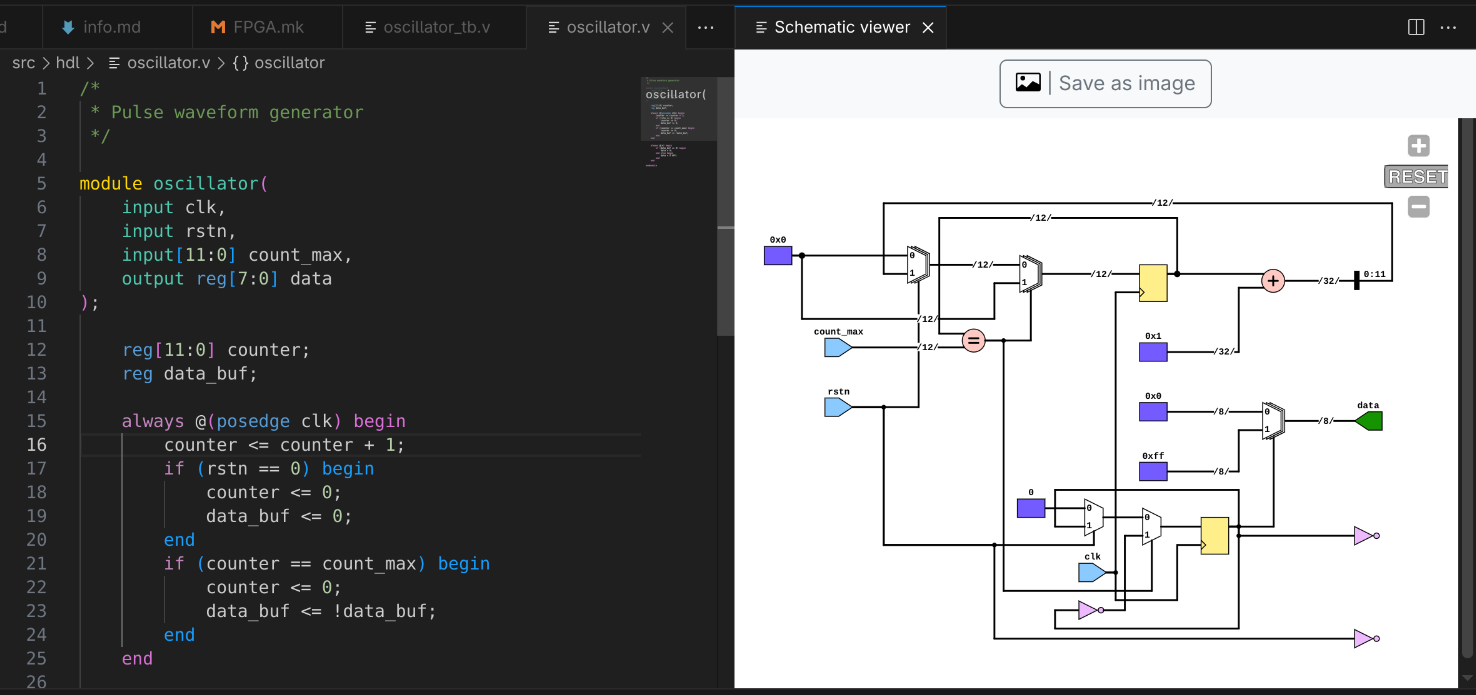 d info.md FPGA.mk oscillator_tb.v oscillator.v Schematic viewer
src > hdl > oscillator.v > {} oscillator
Save as image
1 /*
2 * Pulse waveform generator
3 */
4
5 module oscillator(
6 input clk,
7 input rstn,
8 input[11:0] count_max,
9 output reg[7:0] data
10 );
11
12 reg[11:0] counter;
13 reg data_buf;
14
15 always @(posedge clk) begin
16 counter <= counter + 1;
17 if (rstn == 0) begin
18 counter <= 0;
19 data_buf <= 0;
20 end
21 if (counter == count_max) begin
22 counter <= 0;
23 data_buf <= !data_buf;
24 end
25 end
26
oscillator(
RESET
/12/
/12/
0x0
0
1
/12/
0
1
/12/
/32/
0:11
/12/
count_max
/12/
0x1
/32/
rstn
0x0
/8/
0
1
data
/8/
0xff
/8/
0
0
1
0
1
clk